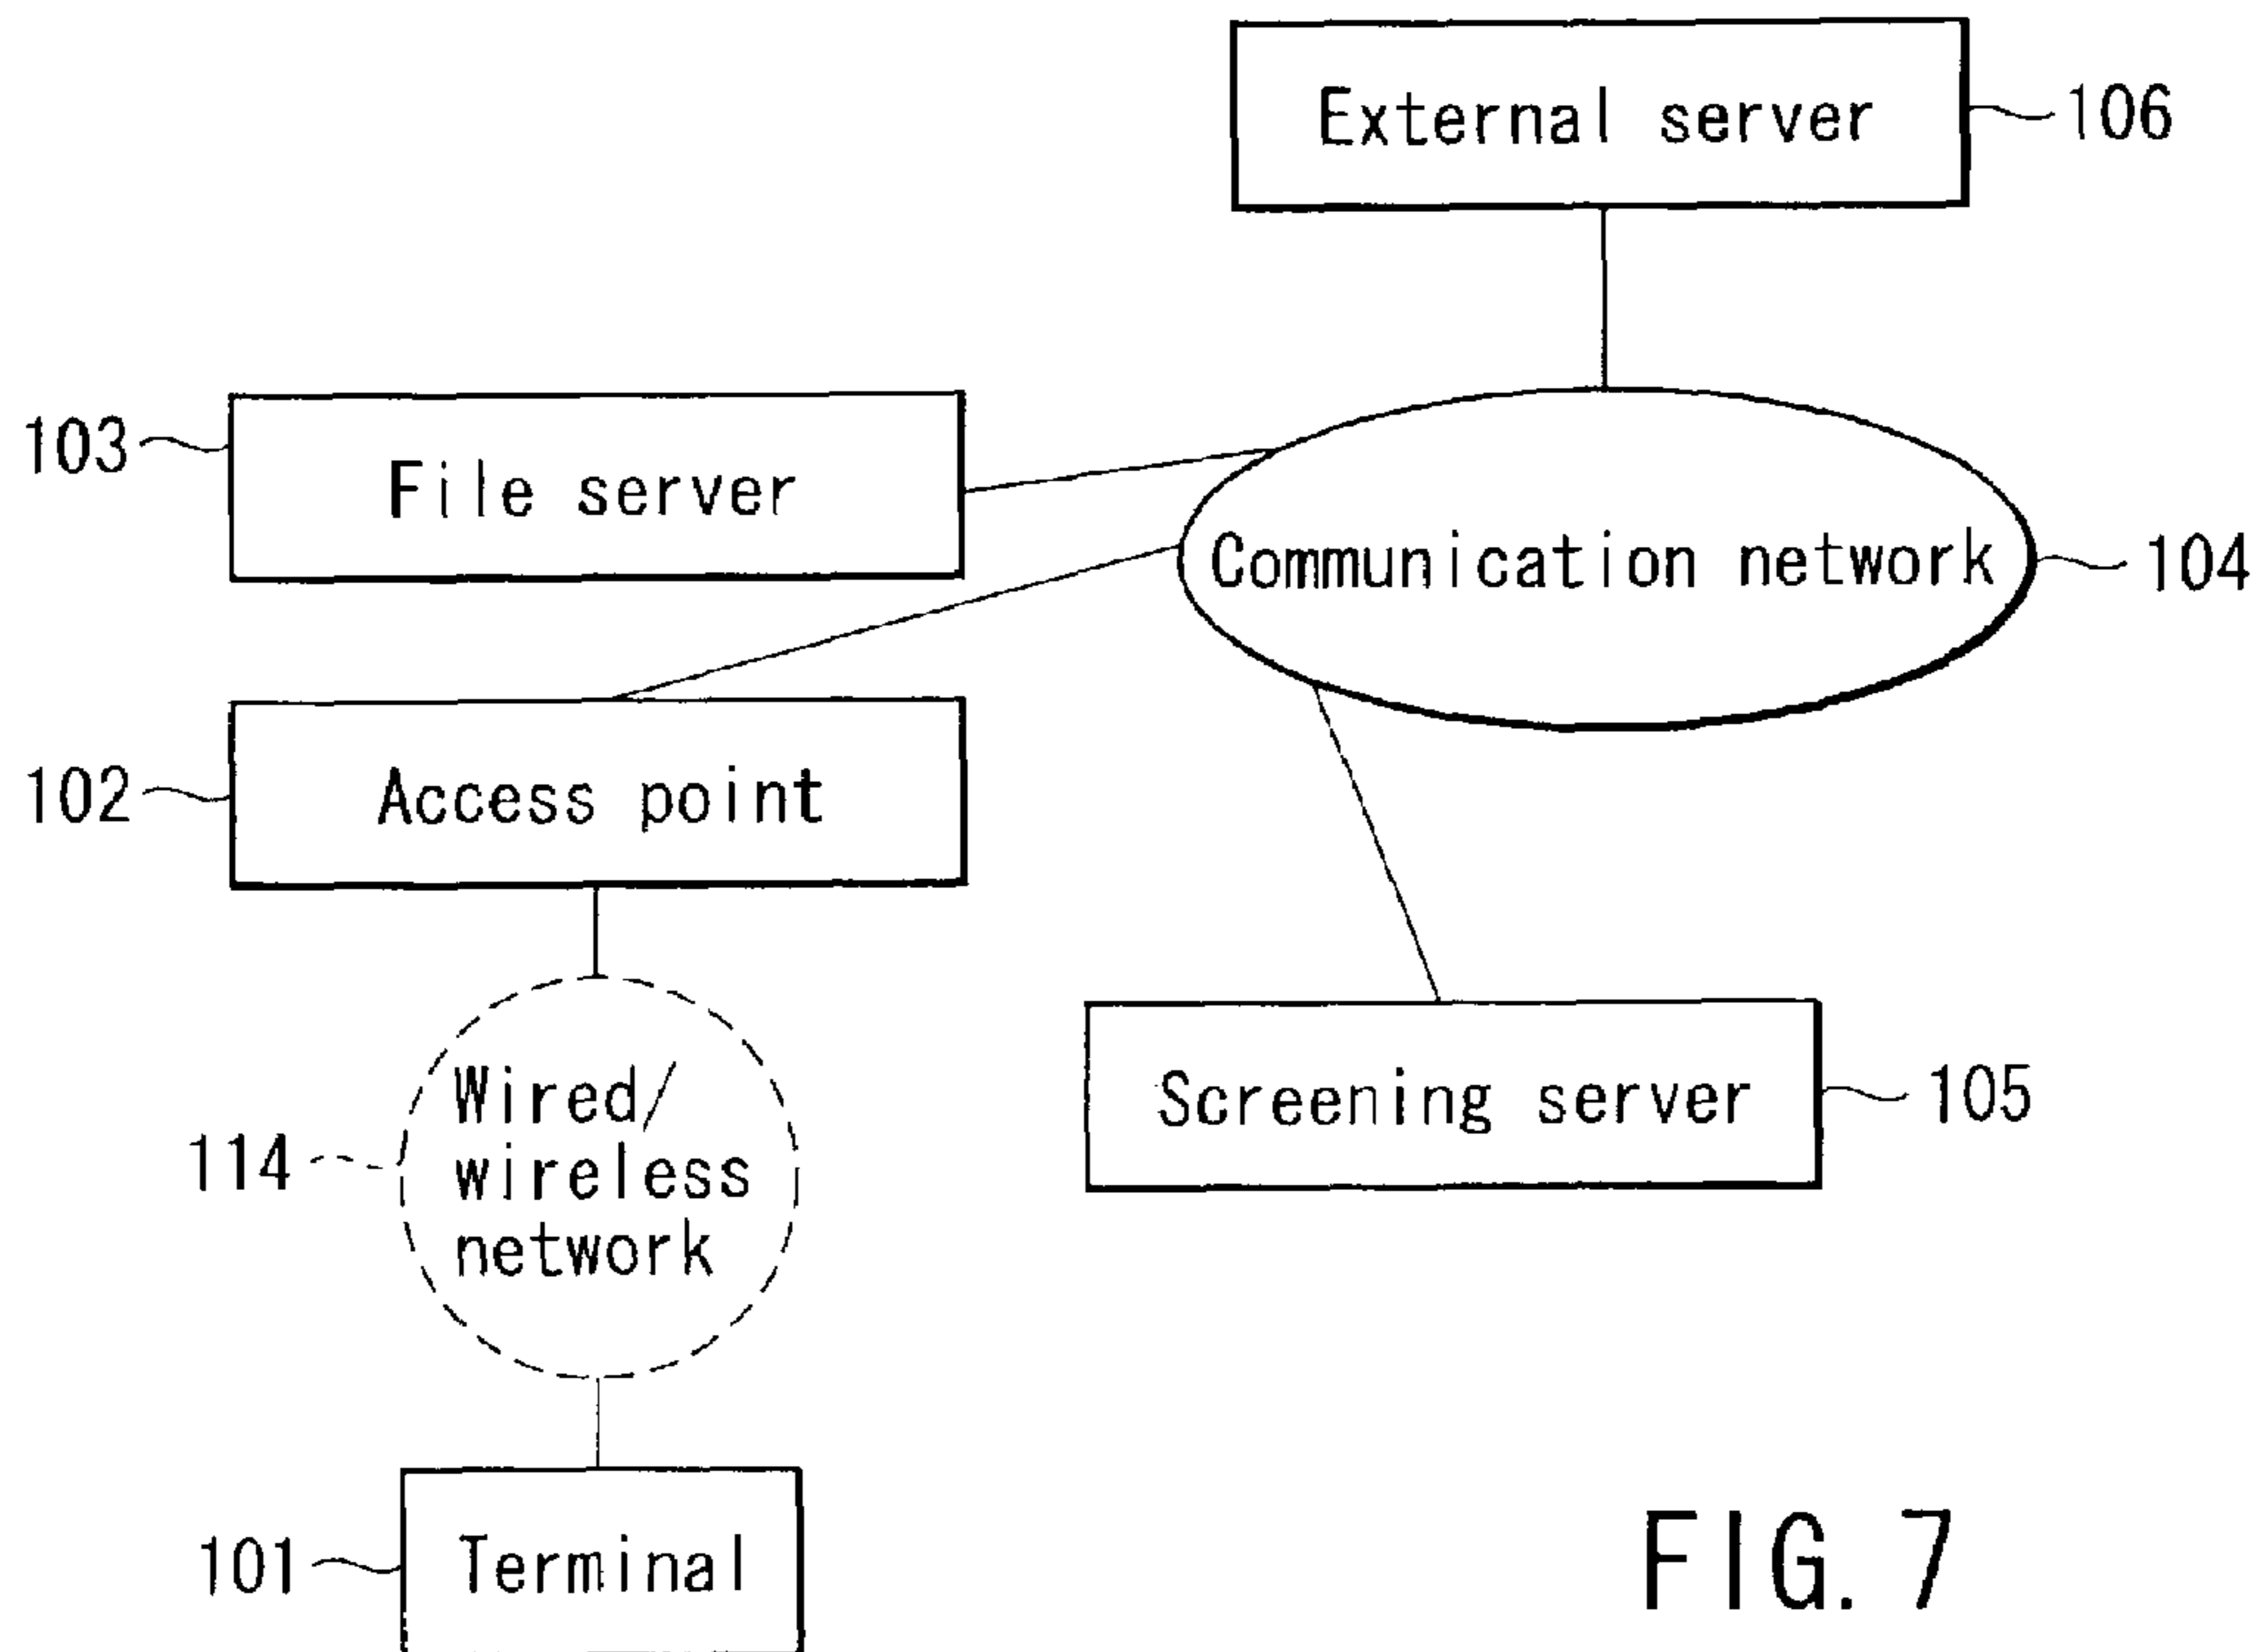 External server
106
103
File server
Communication network
104
102
Access point
Wired/
wireless
network
114
Screening server
105
101
Terminal
FIG. 7